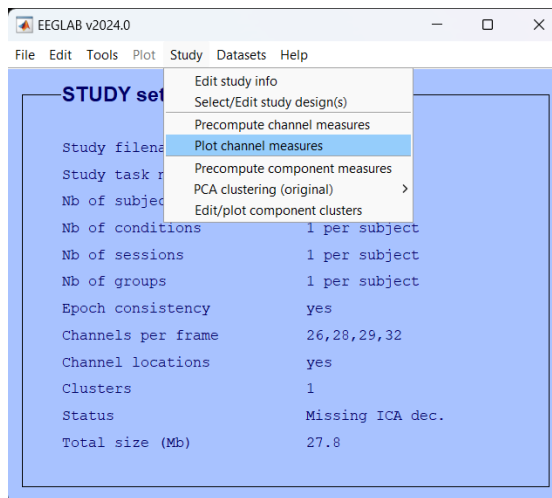 EEGLAB v2024.0
File Edit Tools Plot Study Datasets Help
STUDY set
Edit study info
Select/Edit study design(s)
Precompute channel measures
Plot channel measures
Precompute component measures
PCA clustering (original)
Edit/plot component clusters
Study filena
Study task
Nb of subjec
Nb of conditions 1 per subject
Nb of sessions 1 per subject
Nb of groups 1 per subject
Epoch consistency yes
Channels per frame 26,28,29,32
Channel locations yes
Clusters 1
Status Missing ICA dec.
Total size (Mb) 27.8